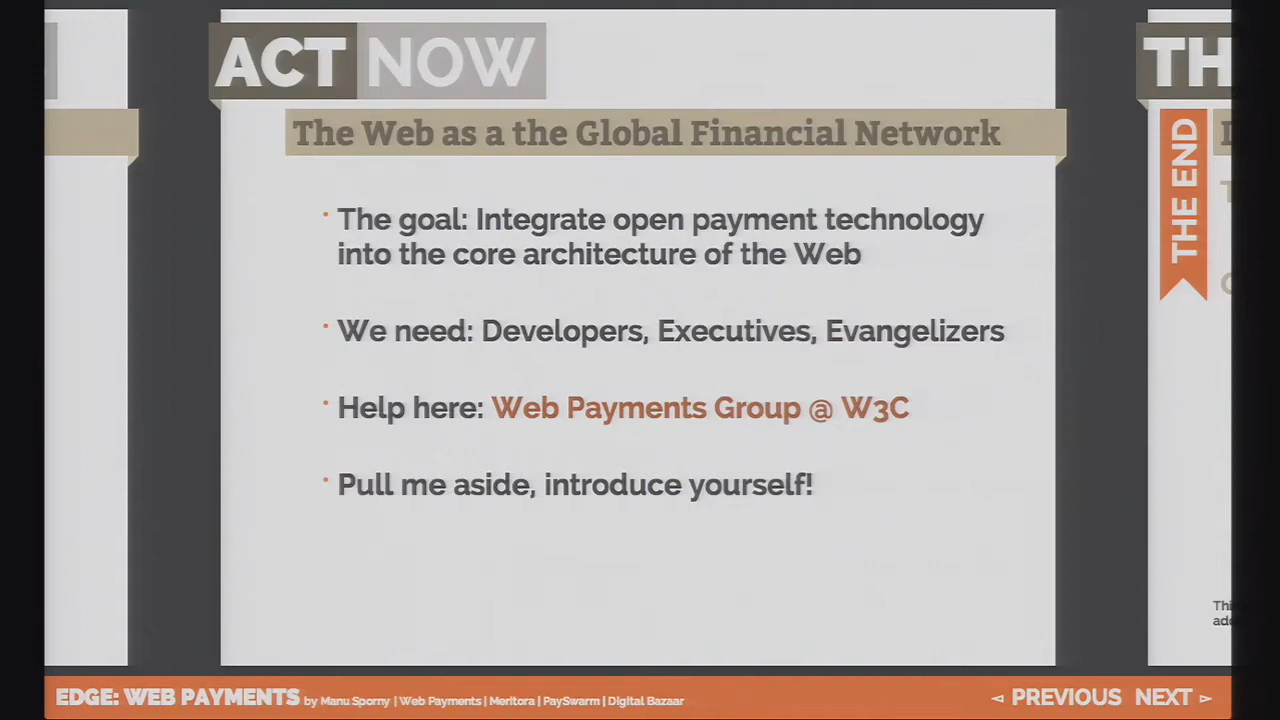 ACT NOW
The Web as a the Global Financial Network
The goal: Integrate open payment technology
into the core architecture of the Web
We need: Developers, Executives, Evangelizers
Help here: Web Payments Group @ W3C
Pull me aside, introduce yourself!
THE END
EDGE: WEB PAYMENTS by Manu Sporny | Web Payments | Meritora | PaySwarm | Digital Bazaar
◅ PREVIOUS NEXT ▻